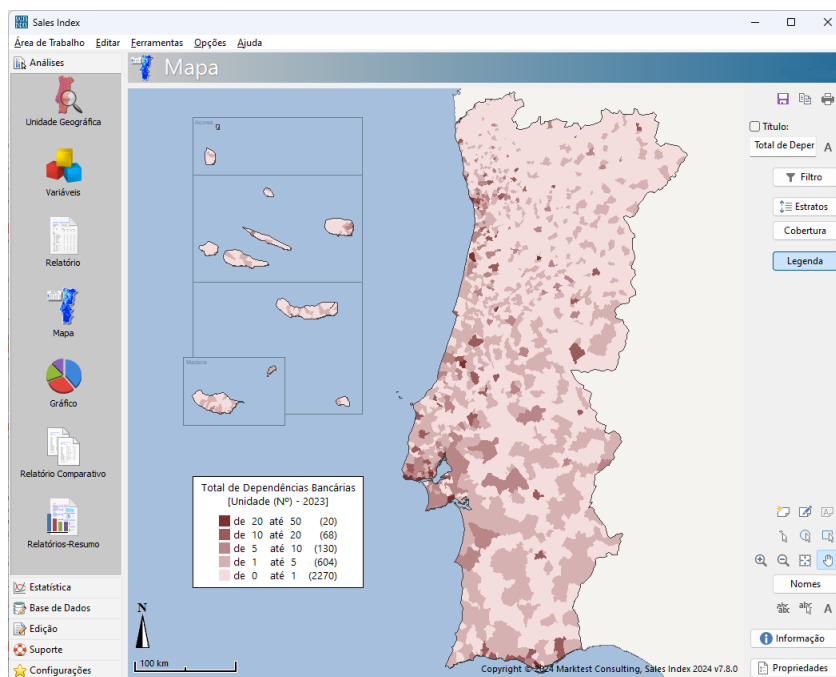 Sales Index
Área de Trabalho Editar Ferramentas Opções Ajuda
Análises
Mapa
Unidade Geográfica
Variáveis
Relatório
Mapa
Gráfico
Relatório Comparativo
Relatórios-Resumo
Estatística
Base de Dados
Edição
Suporte
Configurações
Açores
Madeira
Total de Dependências Bancárias
[Unidade (Nº) - 2023]
de 20 até 50 (20)
de 10 até 20 (68)
de 5 até 10 (130)
de 1 até 5 (604)
de 0 até 1 (2270)
N
100 km
Copyright © 2024 Marktest Consulting, Sales Index 2024 v7.8.0
Título:
Total de Deper
A
Filtro
Estratos
Cobertura
Legenda
Nomes
abc abc A
Informação
Propriedades